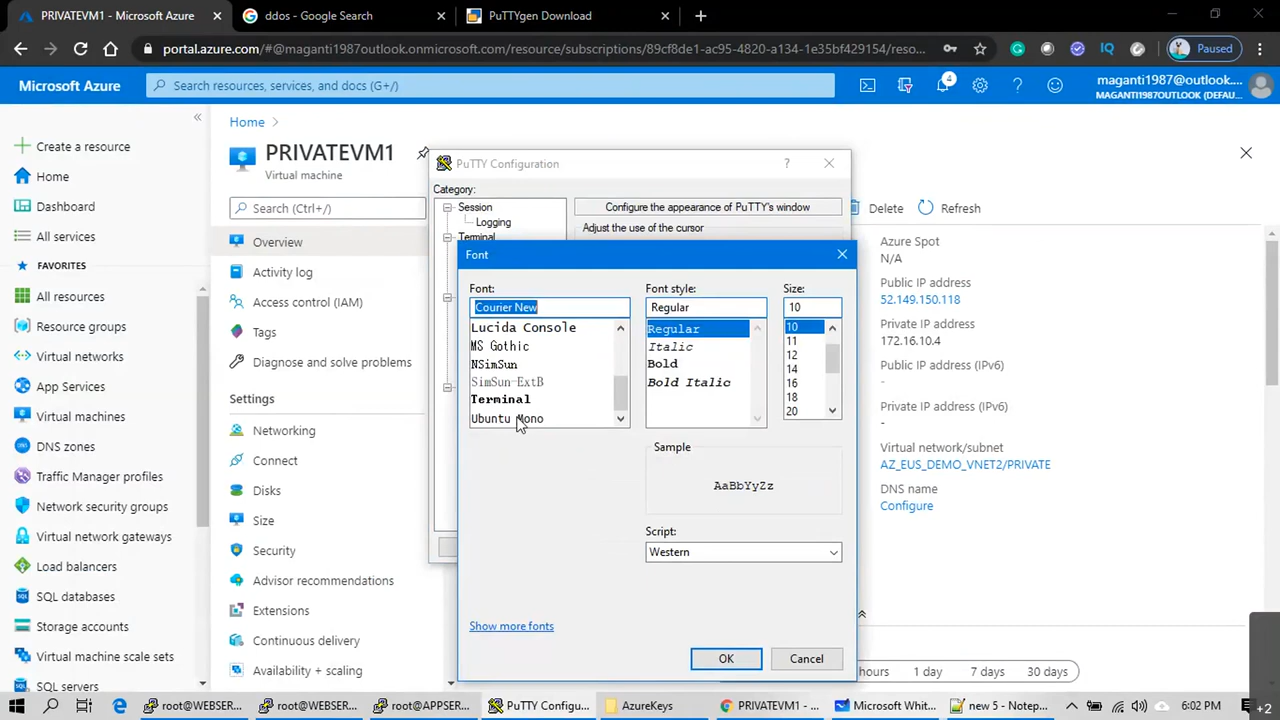 PRIVATEVM1 - Microsoft Azure
ddos - Google Search
PuTTYgen Download
portal.azure.com/#@maganti1987outlook.onmicrosoft.com/resource/subscriptions/89cf8de1-ac95-4820-a134-1e35bf429154/reso...
IQ
Paused
Microsoft Azure
Search resources, services, and docs (G+/)
4
maganti1987@outlook....
MAGANTI1987OUTLOOK (DEFAU...
«
Create a resource
Home
Dashboard
All services
FAVORITES
All resources
Resource groups
Virtual networks
App Services
Virtual machines
DNS zones
Traffic Manager profiles
Network security groups
Virtual network gateways
Load balancers
SQL databases
Storage accounts
Virtual machine scale sets
SQL servers
Home >
PRIVATEVM1
Virtual machine
Search (Ctrl+/)
«
Overview
Activity log
Access control (IAM)
Tags
Diagnose and solve problems
Settings
Networking
Connect
Disks
Size
Security
Advisor recommendations
Extensions
Continuous delivery
Availability + scaling
PuTTY Configuration
?
Category:
Session
Logging
Terminal
Configure the appearance of PuTTY's window
Adjust the use of the cursor
Font
Font:
Courier New
Lucida Console
MS Gothic
NSimSun
SimSun-ExtB
Terminal
Ubuntu Mono
Font style:
Regular
Regular
Italic
Bold
Bold Italic
Size:
10
10
11
12
14
16
18
20
Sample
AaBbYyZz
Script:
Western
Show more fonts
OK
Cancel
Delete
Refresh
Azure Spot
N/A
Public IP address
52.149.150.118
Private IP address
172.16.10.4
Public IP address (IPv6)
-
Private IP address (IPv6)
-
Virtual network/subnet
AZ_EUS_DEMO_VNET2/PRIVATE
DNS name
Configure
hours
1 day
7 days
30 days
root@WEBSER...
root@WEBSER...
root@APPSER...
PuTTY Configu...
AzureKeys
PRIVATEVM1 - ...
Microsoft Whit...
new 5 - Notep...
6:02 PM
+2